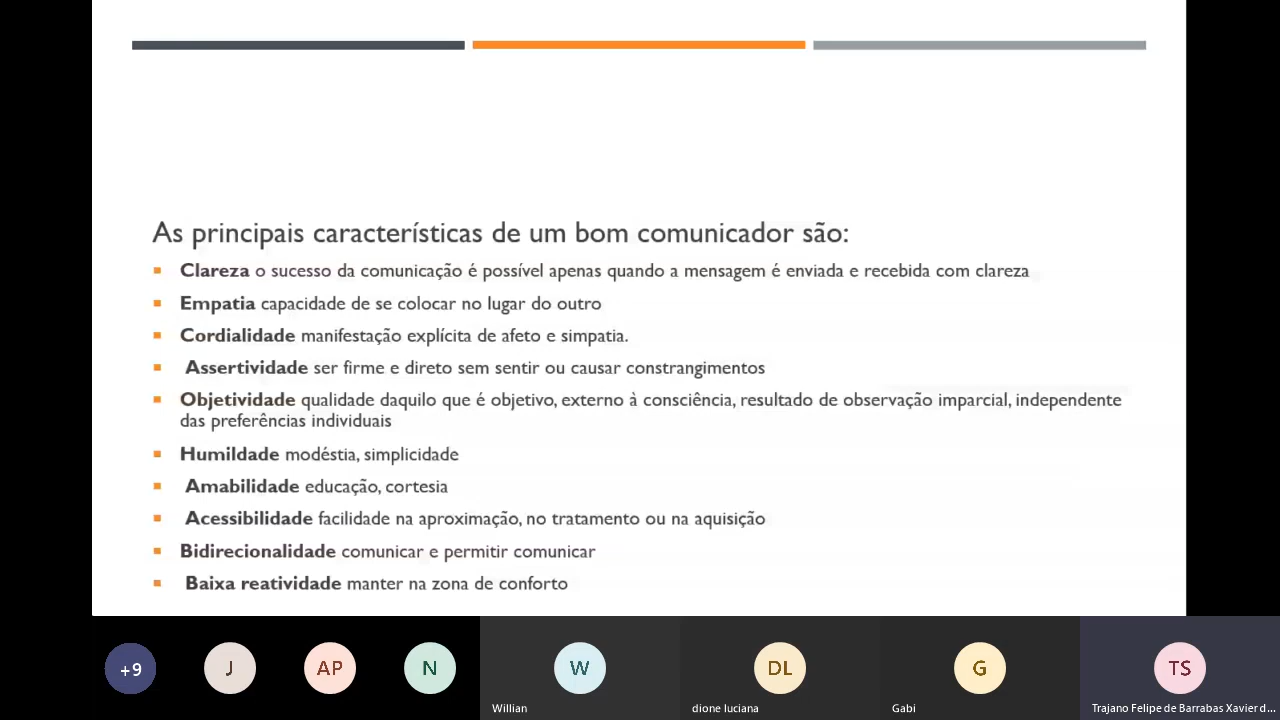 As principais características de um bom comunicador são:
Clareza o sucesso da comunicação é possível apenas quando a mensagem é enviada e recebida com clareza
Empatia capacidade de se colocar no lugar do outro
Cordialidade manifestação explícita de afeto e simpatia.
Assertividade ser firme e direto sem sentir ou causar constrangimentos
Objetividade qualidade daquilo que é objetivo, externo à consciência, resultado de observação imparcial, independente
das preferências individuais
Humildade modéstia, simplicidade
Amabilidade educação, cortesia
Acessibilidade facilidade na aproximação, no tratamento ou na aquisição
Bidirecionalidade comunicar e permitir comunicar
Baixa reatividade manter na zona de conforto
+9
J
AP
N
W
DL
G
TS
Willian
dione luciana
Gabi
Trajano Felipe de Barrabas Xavier d...